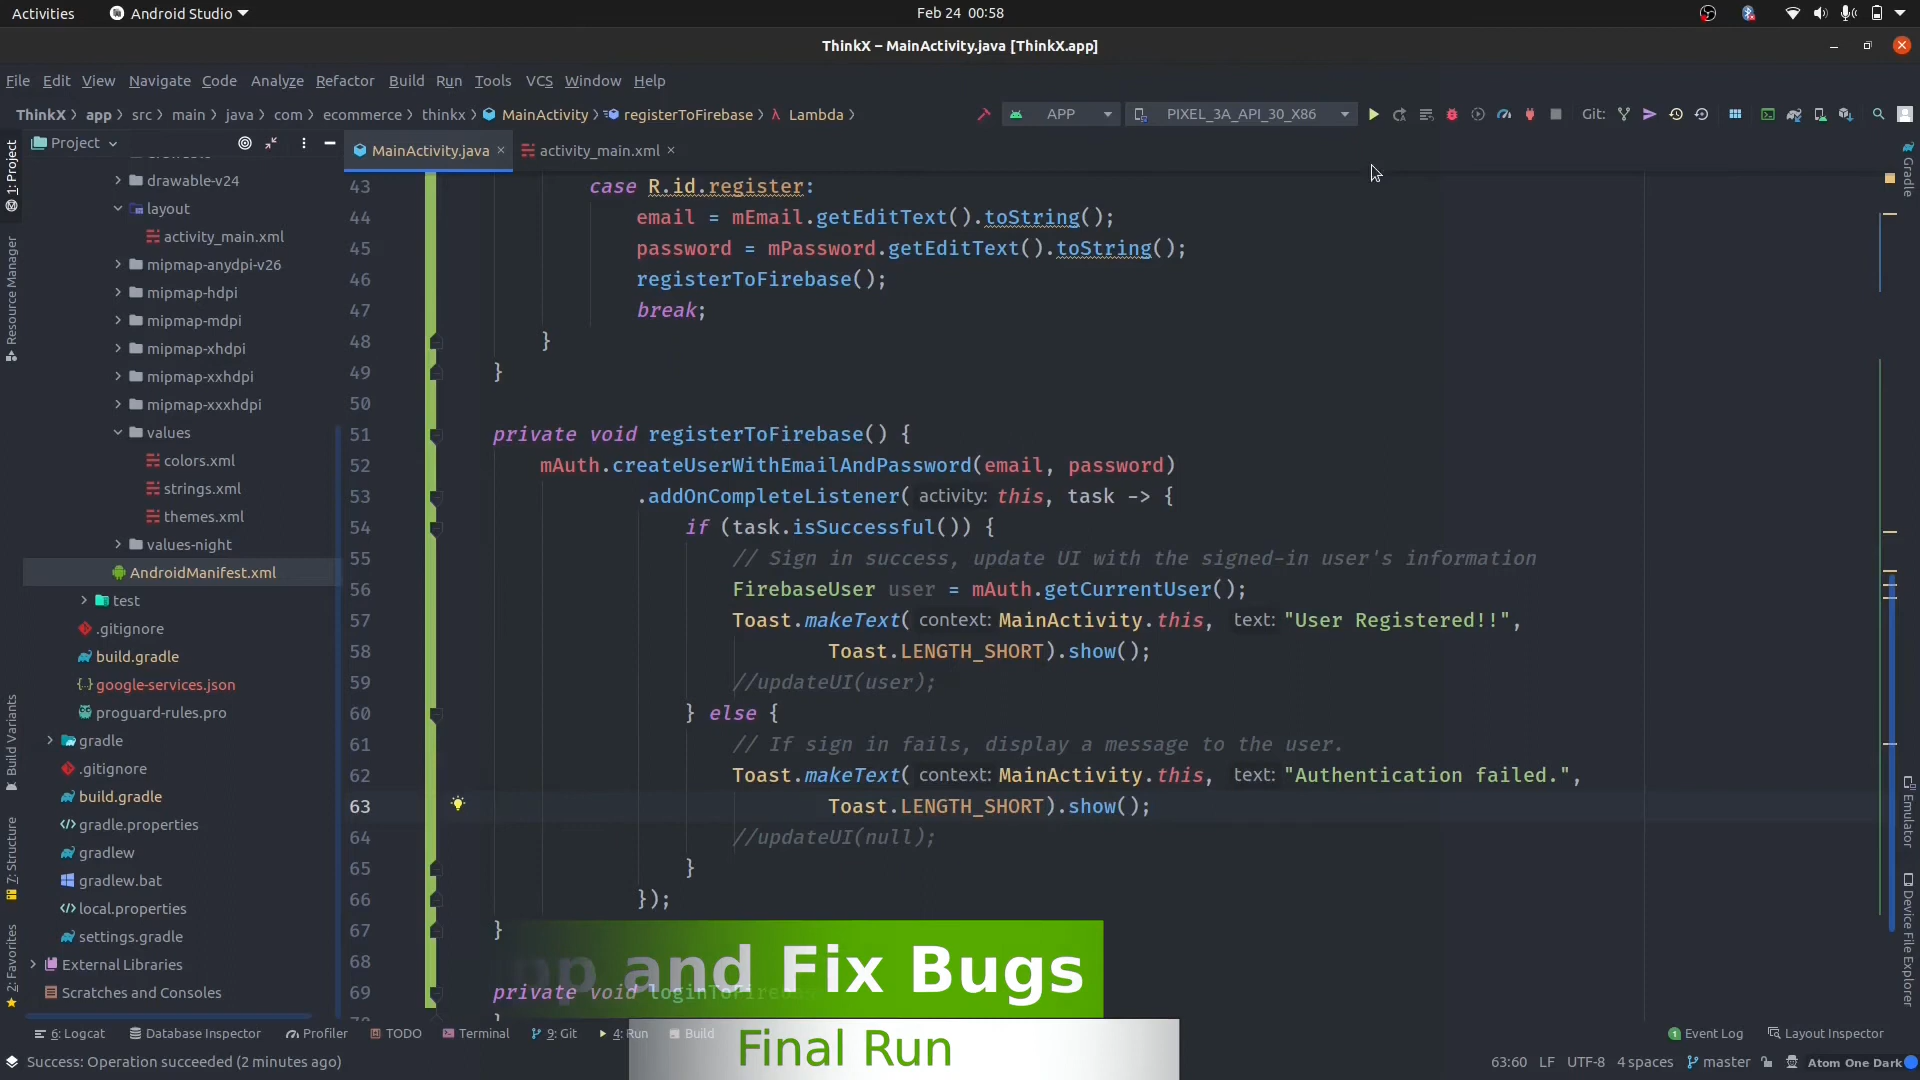 Activities Android Studio Feb 24 00:58
ThinkX – MainActivity.java [ThinkX.app]
File Edit View Navigate Code Analyze Refactor Build Run Tools VCS Window Help
ThinkX app src main java com ecommerce thinkx MainActivity registerToFirebase Lambda APP PIXEL_3A_API_30_X86 Git:
Project MainActivity.java activity_main.xml
1: Project
Resource Manager
Build Variants
7: Structure
2: Favorites
drawable-v24
layout
activity_main.xml
mipmap-anydpi-v26
mipmap-hdpi
mipmap-mdpi
mipmap-xhdpi
mipmap-xxhdpi
mipmap-xxxhdpi
values
colors.xml
strings.xml
themes.xml
values-night
AndroidManifest.xml
test
.gitignore
build.gradle
google-services.json
proguard-rules.pro
gradle
.gitignore
build.gradle
gradle.properties
gradlew
gradlew.bat
local.properties
settings.gradle
External Libraries
Scratches and Consoles
43 case R.id.register:
44 email = mEmail.getEditText().toString();
45 password = mPassword.getEditText().toString();
46 registerToFirebase();
47 break;
48 }
49 }
50
51 private void registerToFirebase() {
52 mAuth.createUserWithEmailAndPassword(email, password)
53 .addOnCompleteListener( activity: this, task -> {
54 if (task.isSuccessful()) {
55 // Sign in success, update UI with the signed-in user's information
56 FirebaseUser user = mAuth.getCurrentUser();
57 Toast.makeText( context: MainActivity.this, text: "User Registered!!",
58 Toast.LENGTH_SHORT).show();
59 //updateUI(user);
60 } else {
61 // If sign in fails, display a message to the user.
62 Toast.makeText( context: MainActivity.this, text: "Authentication failed.",
63 Toast.LENGTH_SHORT).show();
64 //updateUI(null);
65 }
66 });
67 }
68
69 private void loginToFirebase
and Fix Bugs
Final Run
Gradle
Emulator
Device File Explorer
6: Logcat Database Inspector Profiler TODO Terminal 9: Git 4: Run Build 1 Event Log Layout Inspector
Success: Operation succeeded (2 minutes ago) 63:60 LF UTF-8 4 spaces master Atom One Dark